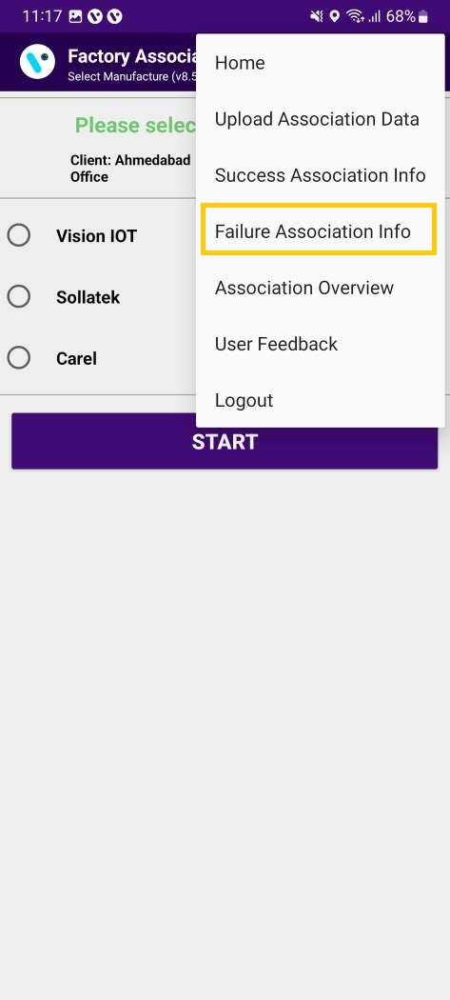 11:17
68%
Factory Associa
Select Manufacture (v8.5
Home
Upload Association Data
Please selec
Client: Ahmedabad
Office
Success Association Info
Failure Association Info
Vision IOT
Association Overview
Sollatek
User Feedback
Carel
Logout
START